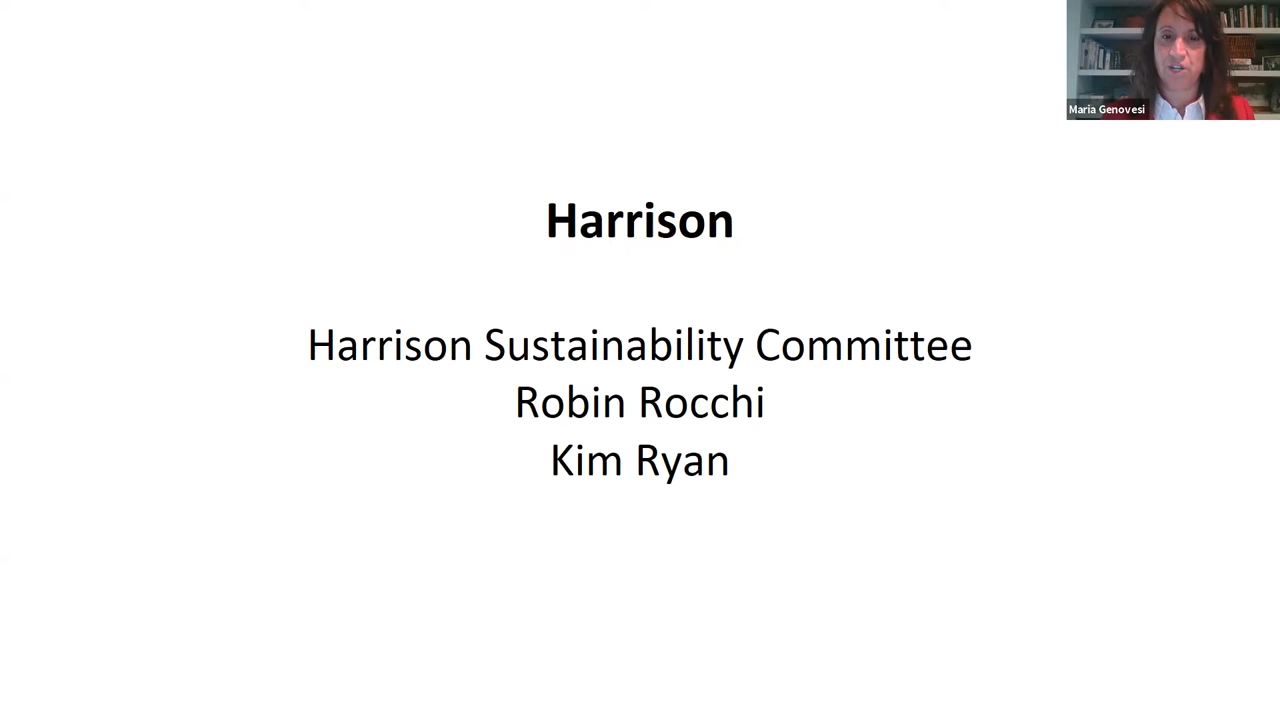 Maria Genovesi
Harrison
Harrison Sustainability Committee
Robin Rocchi
Kim Ryan